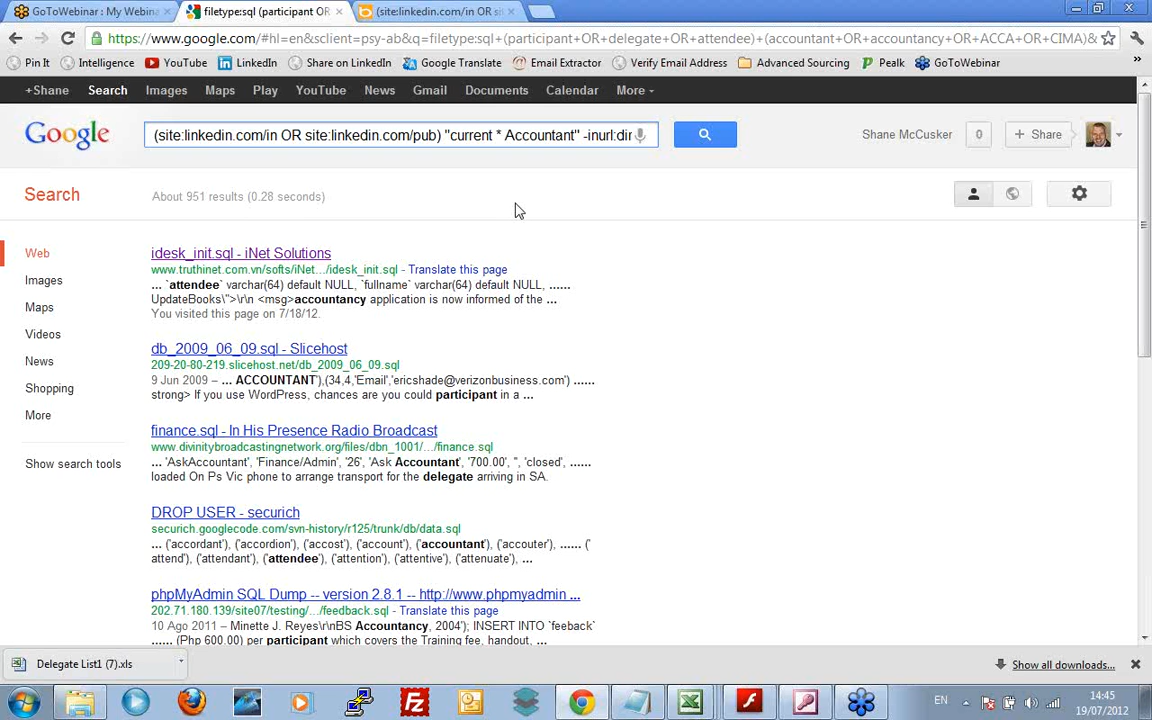 GoToWebinar : My Webina
filetype:sql (participant OR
(site:linkedin.com/in OR sit
https://www.google.com/#hl=en&sclient=psy-ab&q=filetype:sql+(participant+OR+delegate+OR+attendee)+(accountant+OR+accountancy+OR+ACCA+OR+CIMA)&
Pin It
Intelligence
YouTube
LinkedIn
Share on LinkedIn
Google Translate
Email Extractor
Verify Email Address
Advanced Sourcing
Pealk
GoToWebinar
+Share Search Images Maps Play YouTube News Gmail Documents Calendar More
Google
(site:linkedin.com/in OR site:linkedin.com/pub) "current * Accountant" -inurl:dir
Shane McCusker
0
+ Share
Search
About 951 results (0.28 seconds)
Web
Images
Maps
Videos
News
Shopping
More
Show search tools
idesk_init.sql - iNet Solutions
www.truthinet.com.vn/softs/iNet.../idesk_init.sql - Translate this page
... `attendee` varchar(64) default NULL, `fullname` varchar(64) default NULL, ......
UpdateBooks\">\r\n <msg>accountancy application is now informed of the ...
You visited this page on 7/18/12.
db_2009_06_09.sql - Slicehost
209-20-80-219.slicehost.net/db_2009_06_09.sql
9 Jun 2009 – ... ACCOUNTANT'),(34,4,'Email','ericshade@verizonbusiness.com') ......
strong> If you use WordPress, chances are you could participant in a ...
finance.sql - In His Presence Radio Broadcast
www.divinitybroadcastingnetwork.org/files/dbn_1001/.../finance.sql
... 'AskAccountant', 'Finance/Admin', '26', 'Ask Accountant', '700.00', '', 'closed', ......
loaded On Ps Vic phone to arrange transport for the delegate arriving in SA.
DROP USER - securich
securich.googlecode.com/svn-history/r125/trunk/db/data.sql
... ('accordant'), ('accordion'), ('accost'), ('account'), ('accountant'), ('accouter'), ...... ('
attend'), ('attendant'), ('attendee'), ('attention'), ('attentive'), ('attenuate'), ...
phpMyAdmin SQL Dump -- version 2.8.1 -- http://www.phpmyadmin ...
202.71.180.139/site07/testing/.../feedback.sql - Translate this page
10 Ago 2011 – Minette J. Reyes\r\nBS Accountancy, 2004'); INSERT INTO `feeback`
...... (Php 600.00) per participant which covers the Training fee, handout, ...
Delegate List1 (7).xls
Show all downloads...
EN
14:45
19/07/2012